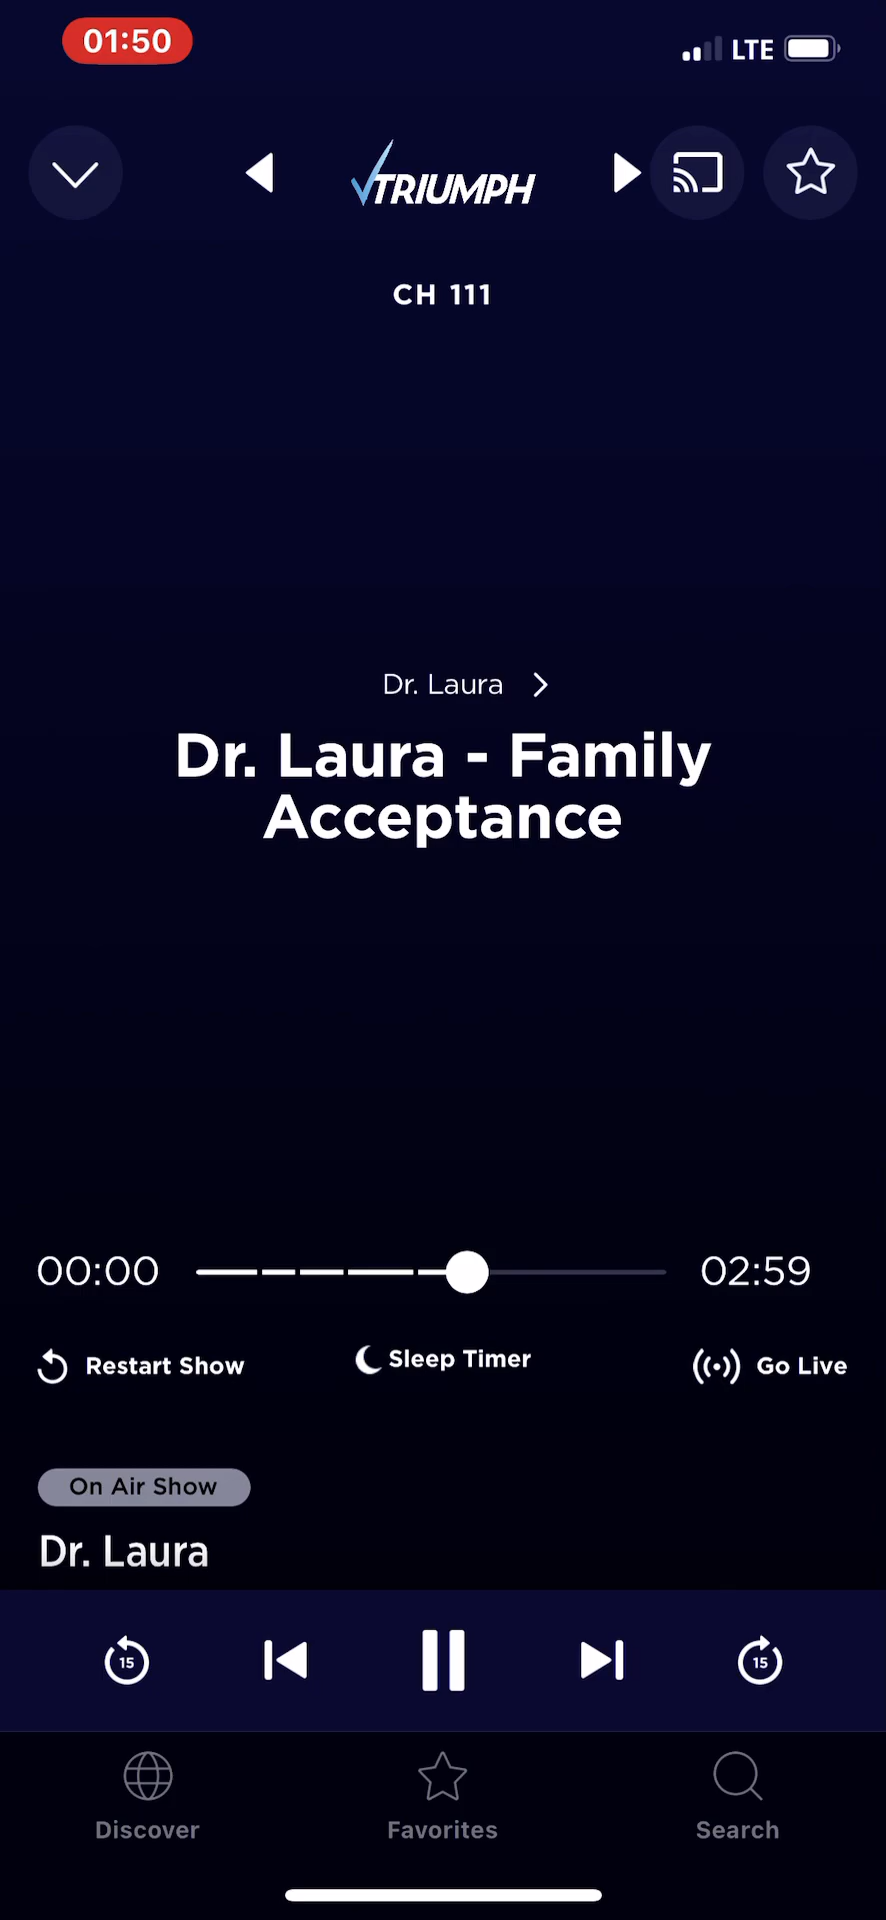 01:50
LTE
TRIUMPH
CH 111
Dr. Laura
Dr. Laura - Family
Acceptance
00:00
02:59
Restart Show
Sleep Timer
Go Live
On Air Show
Dr. Laura
15
15
Discover
Favorites
Search